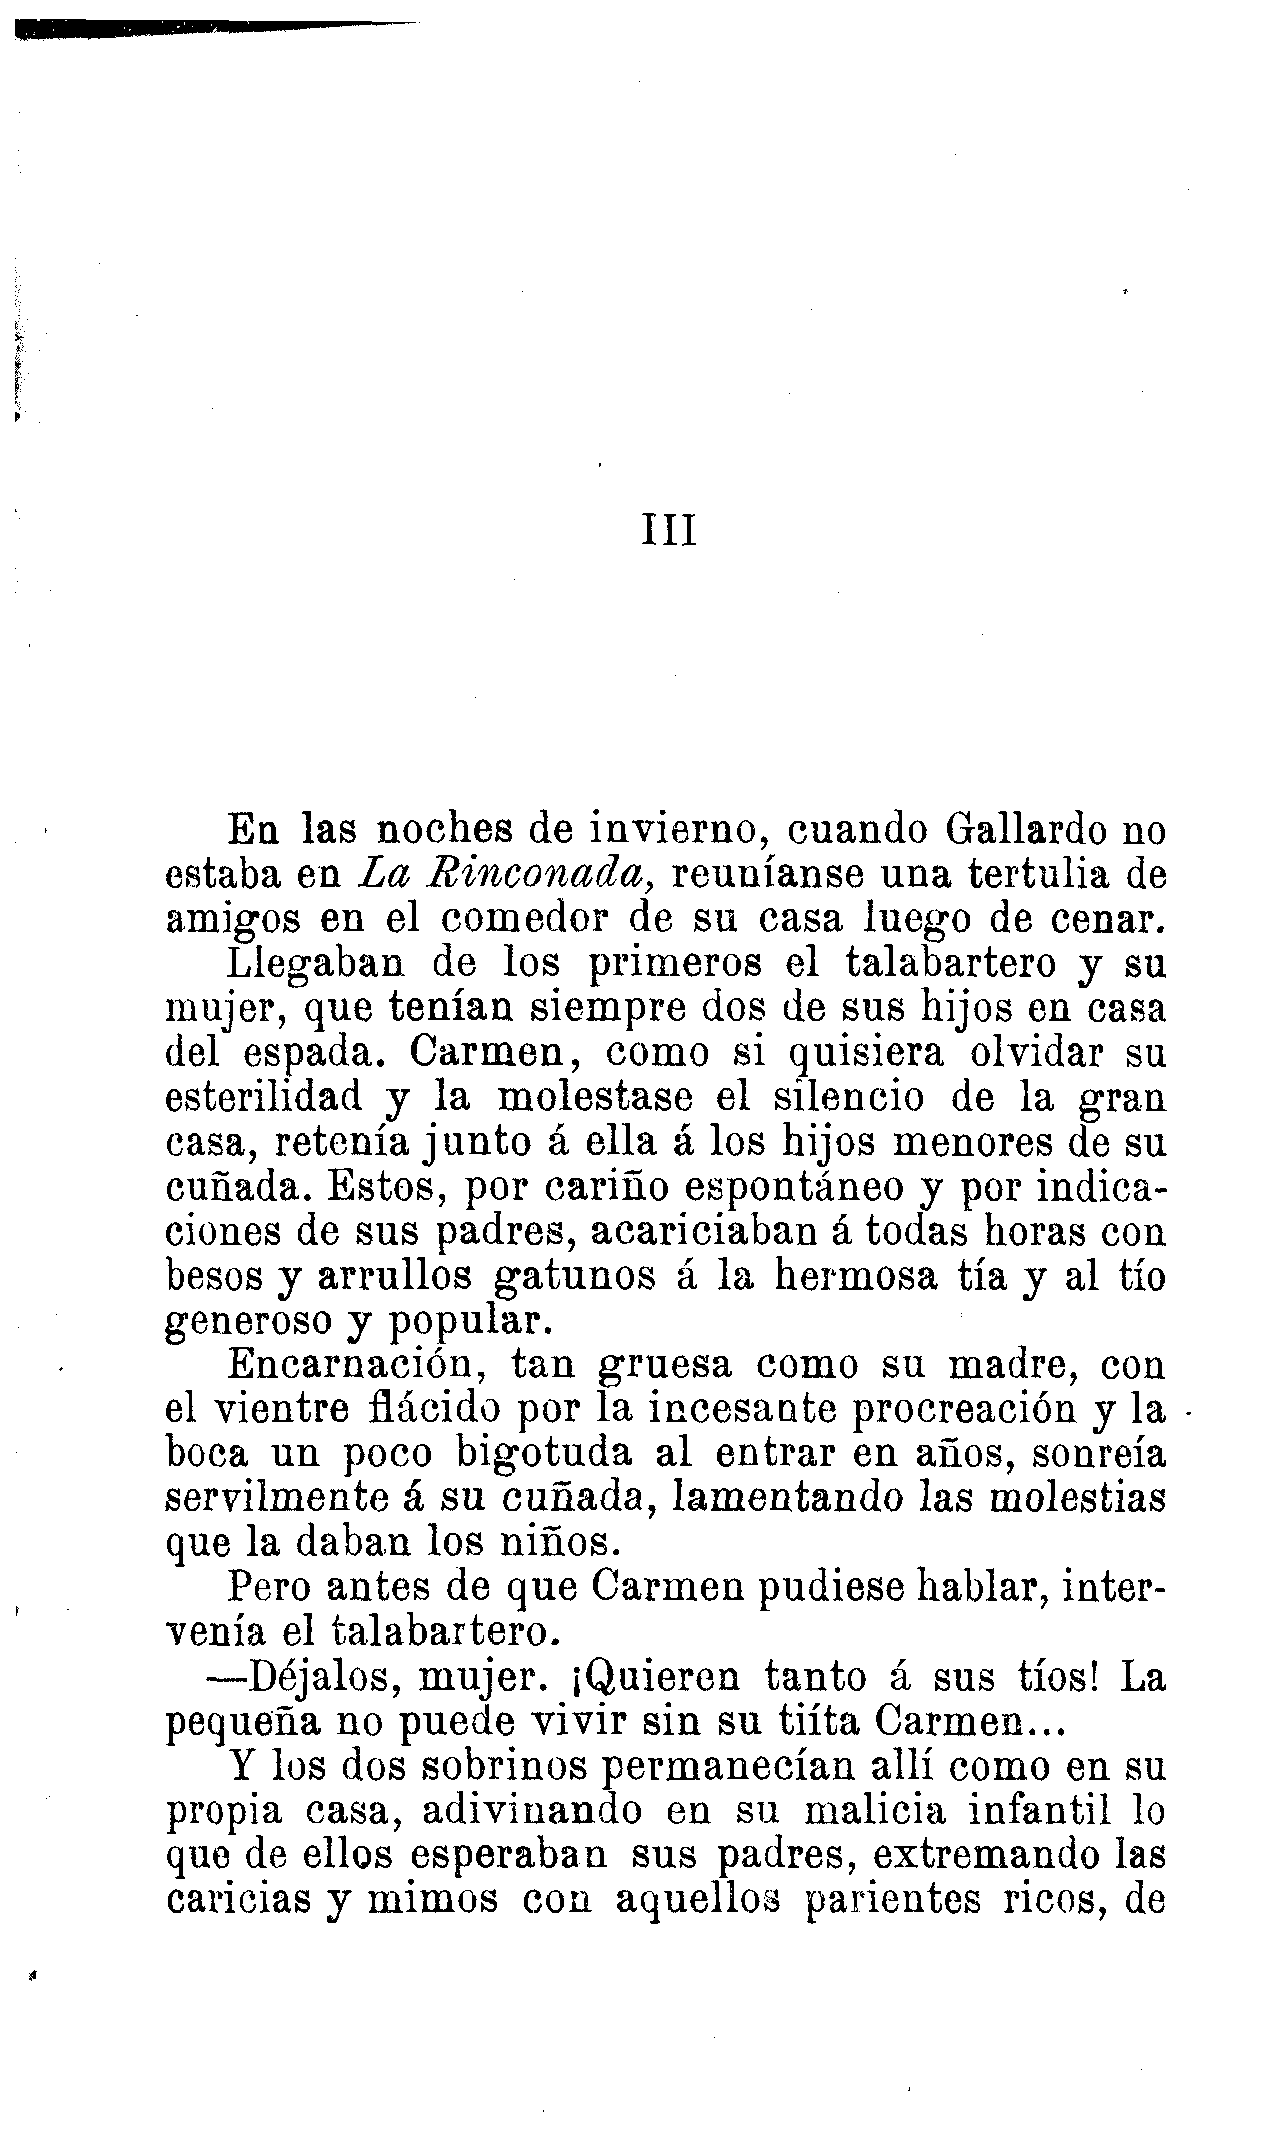 III
En las noches de invierno, cuando Gallardo no
estaba en La Rinconada, reuníanse una tertulia de
amigos en el comedor de su casa luego de cenar.
Llegaban de los primeros el talabartero y su
mujer, que tenían siempre dos de sus hijos en casa
del espada. Carmen, como si quisiera olvidar su
esterilidad y la molestase el silencio de la gran
casa, retenía junto á ella á los hijos menores de su
cuñada. Estos, por cariño espontáneo y por indica-
ciones de sus padres, acariciaban á todas horas con
besos y arrullos gatunos á la hermosa tía y al tío
generoso y popular.
Encarnación, tan gruesa como su madre, con
el vientre flácido por la incesante procreación y la
boca un poco bigotuda al entrar en años, sonreía
servilmente á su cuñada, lamentando las molestias
que la daban los niños.
Pero antes de que Carmen pudiese hablar, inter-
venía el talabartero.
—Déjalos, mujer. ¡Quieren tanto á sus tíos! La
pequeña no puede vivir sin su tiíta Carmen...
Y los dos sobrinos permanecían allí como en su
propia casa, adivinando en su malicia infantil lo
que de ellos esperaban sus padres, extremando las
caricias y mimos con aquellos parientes ricos, de